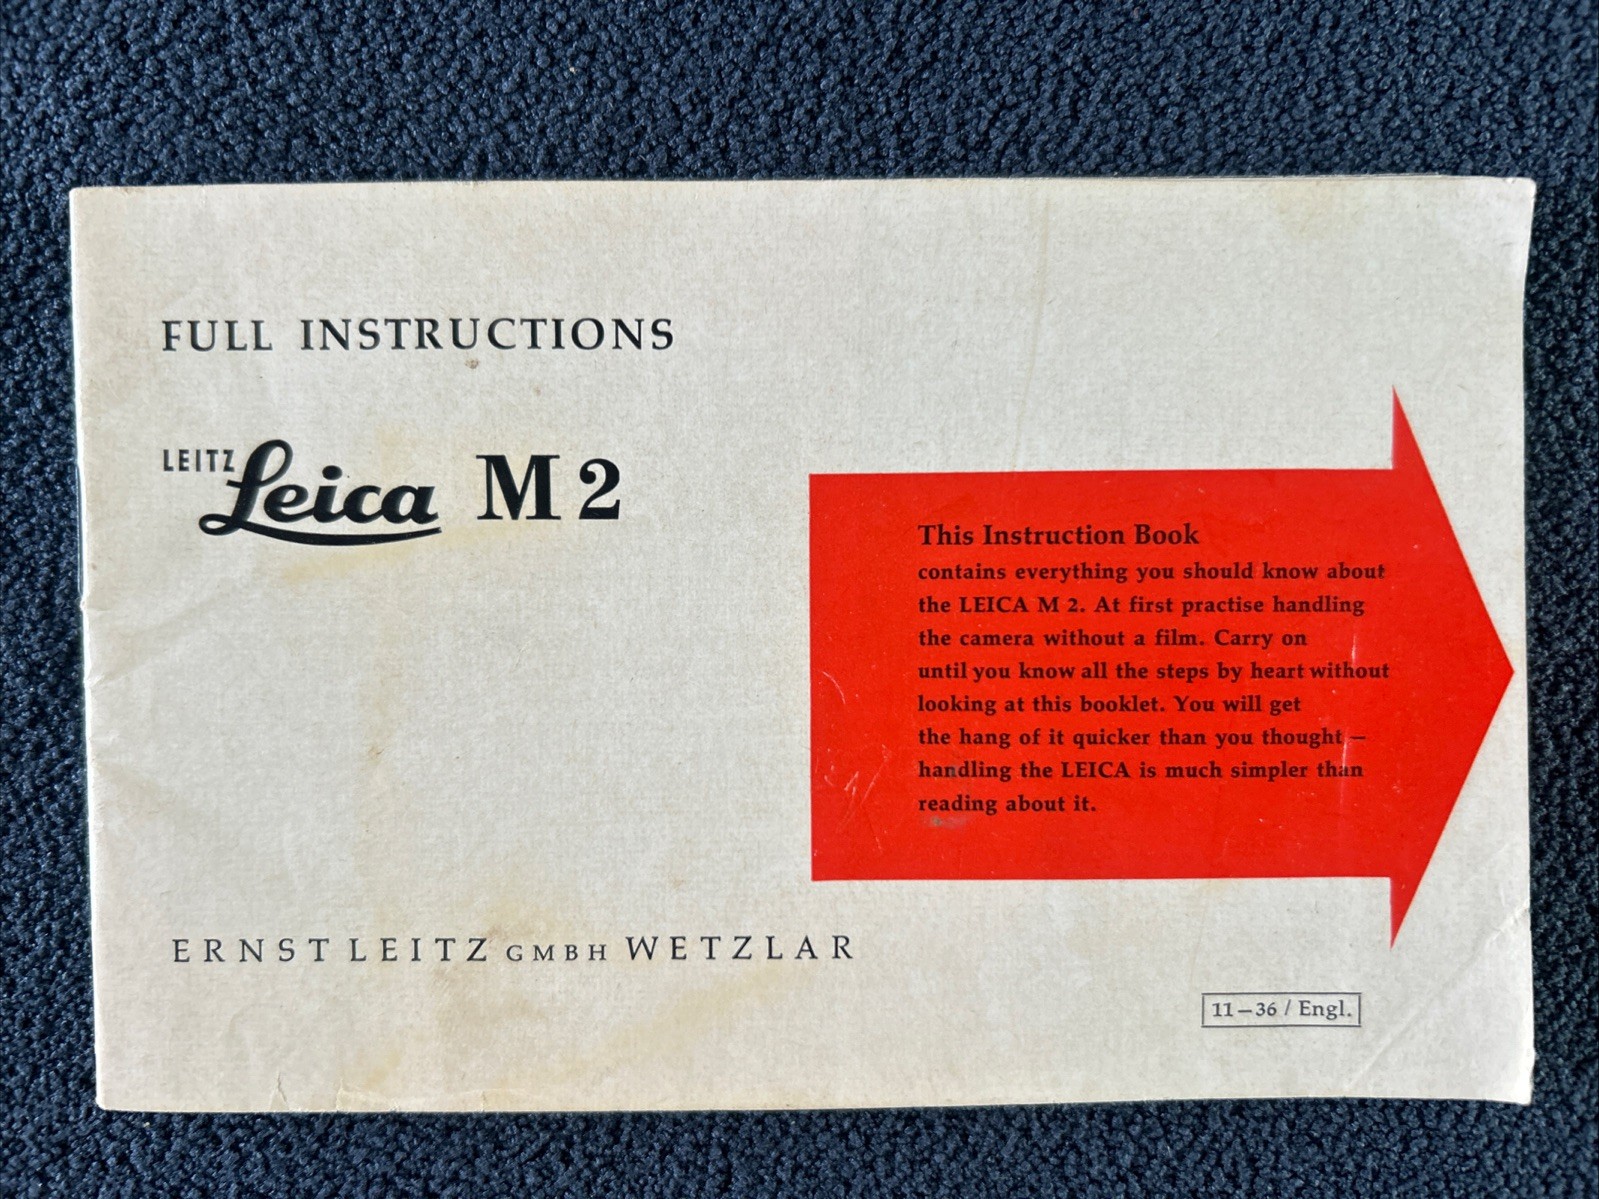 FULL INSTRUCTIONS
LEITZ Leica M 2
This Instruction Book
contains everything you should know about
the LEICA M 2. At first practise handling
the camera without a film. Carry on
until you know all the steps by heart without
looking at this booklet. You will get
the hang of it quicker than you thought –
handling the LEICA is much simpler than
reading about it.
ERNST LEITZ GMBH WETZLAR
11–36 / Engl.